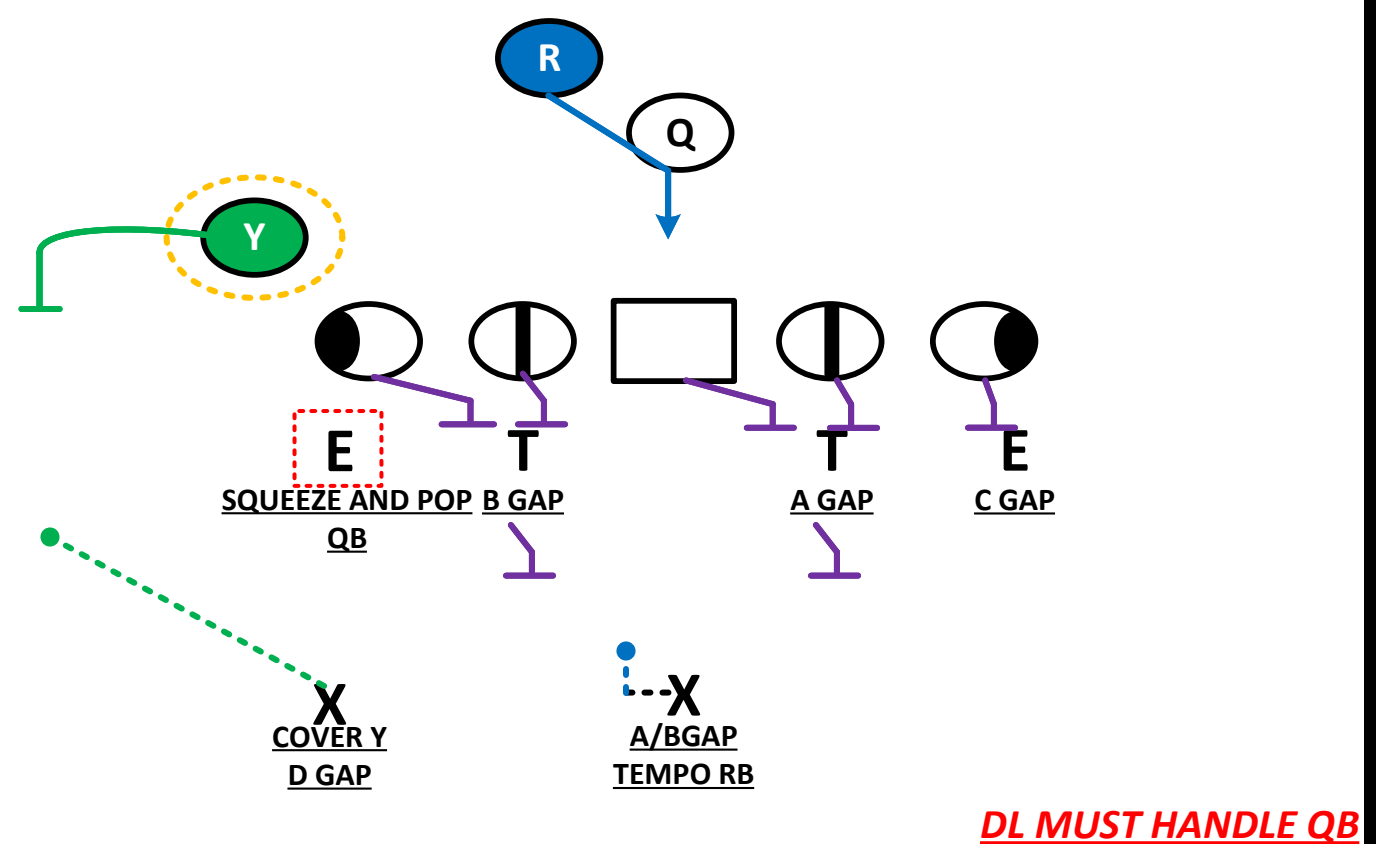 R
Q
Y
E T T E
SQUEEZE AND POP B GAP A GAP C GAP
QB
X X
COVER Y A/BGAP
D GAP TEMPO RB
DL MUST HANDLE QB